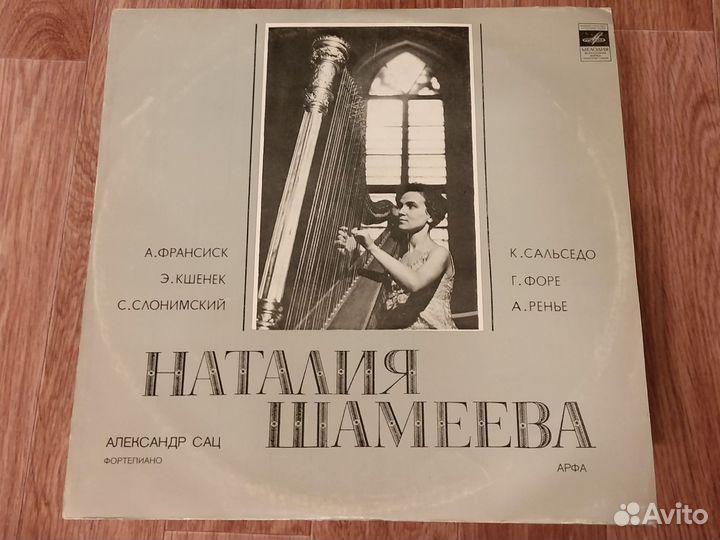 МЕЛОДИЯ
А.ФРАНСИСК
Э.КШЕНЕК
С.СЛОНИМСКИЙ
К.САЛЬСЕДО
Г.ФОРЕ
А.РЕНЬЕ
НАТАЛИЯ
ШАМЕЕВА
АЛЕКСАНДР САЦ
ФОРТЕПИАНО
АРФА
Avito